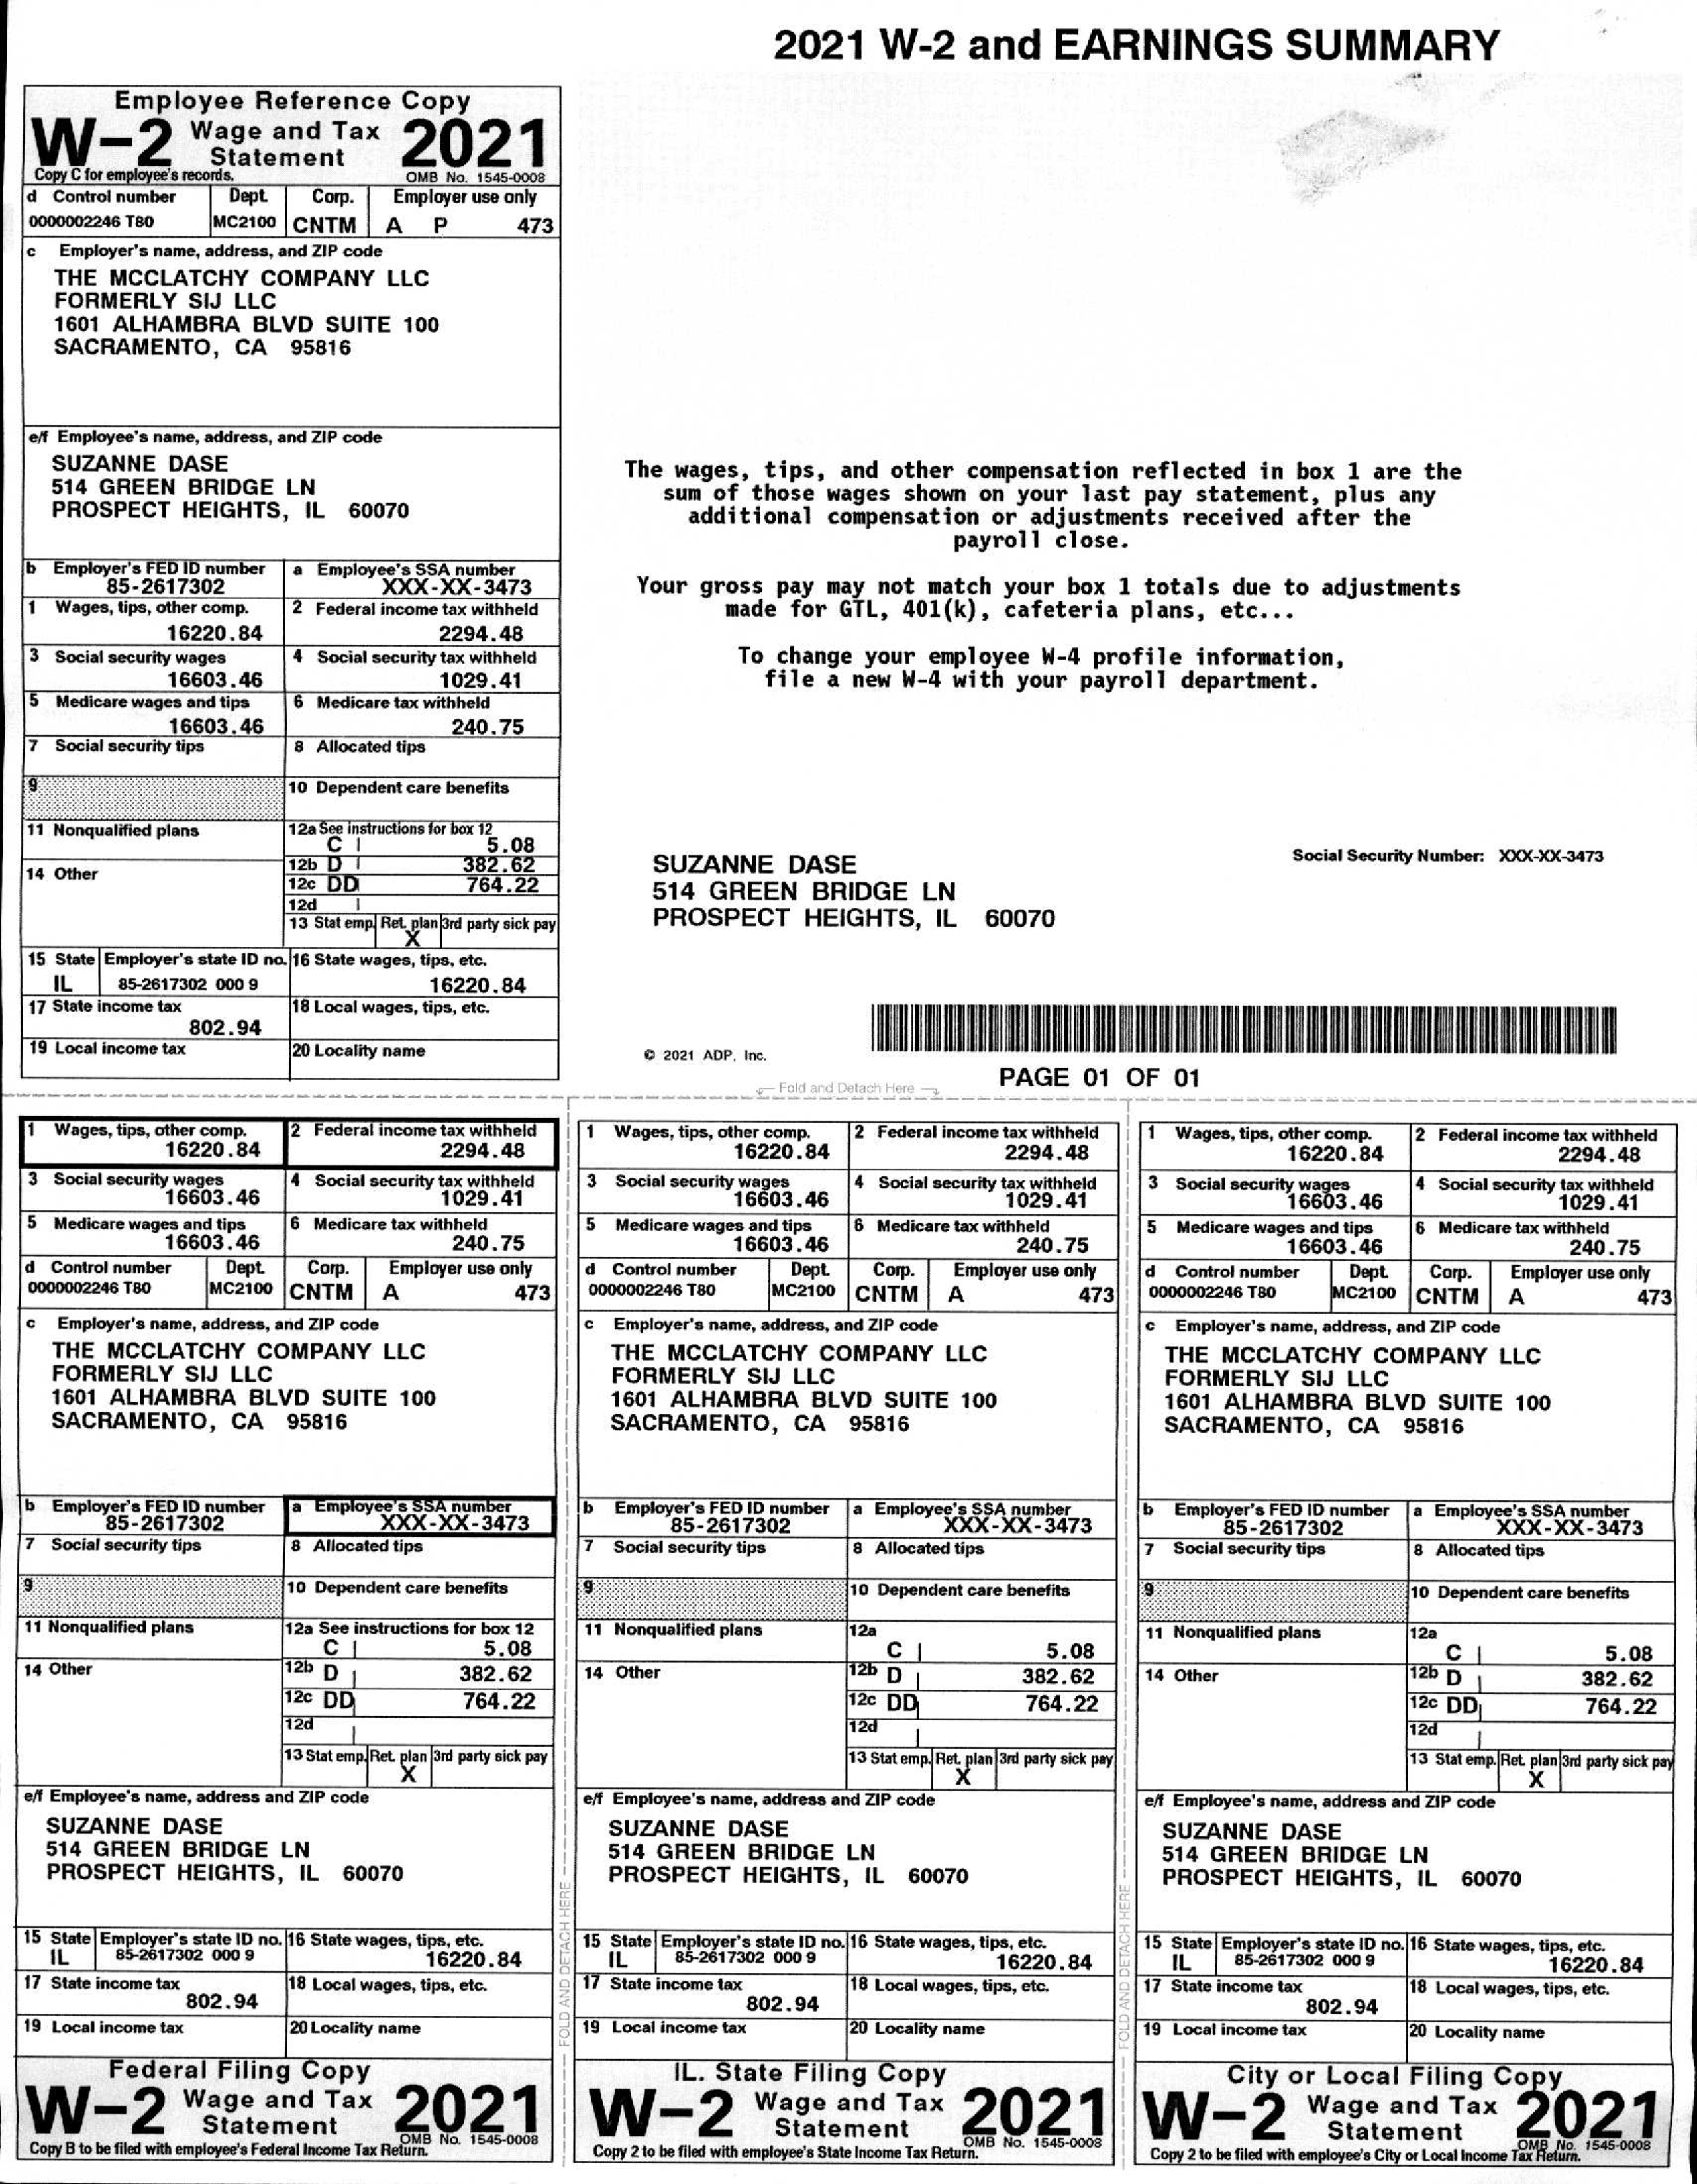 2021 W-2 and EARNINGS SUMMARY
Employee Reference Copy
W-2 Wage and Tax Statement 2021
Copy C for employee's records. OMB No. 1545-0008
d Control number Dept. Corp. Employer use only
0000002246 T80 MC2100 CNTM A P 473
c Employer's name, address, and ZIP code
THE MCCLATCHY COMPANY LLC
FORMERLY SIJ LLC
1601 ALHAMBRA BLVD SUITE 100
SACRAMENTO, CA 95816
e/f Employee's name, address, and ZIP code
SUZANNE DASE
514 GREEN BRIDGE LN
PROSPECT HEIGHTS, IL 60070
b Employer's FED ID number a Employee's SSA number
85-2617302 XXX-XX-3473
1 Wages, tips, other comp. 2 Federal income tax withheld
16220.84 2294.48
3 Social security wages 4 Social security tax withheld
16603.46 1029.41
5 Medicare wages and tips 6 Medicare tax withheld
16603.46 240.75
7 Social security tips 8 Allocated tips
9 10 Dependent care benefits
11 Nonqualified plans 12a See instructions for box 12
C 5.08
14 Other 12b D 382.62
12c DD 764.22
12d
13 Stat emp. Ret. plan 3rd party sick pay
X
15 State Employer's state ID no. 16 State wages, tips, etc.
IL 85-2617302 000 9 16220.84
17 State income tax 18 Local wages, tips, etc.
802.94
19 Local income tax 20 Locality name
The wages, tips, and other compensation reflected in box 1 are the
sum of those wages shown on your last pay statement, plus any
additional compensation or adjustments received after the
payroll close.
Your gross pay may not match your box 1 totals due to adjustments
made for GTL, 401(k), cafeteria plans, etc...
To change your employee W-4 profile information,
file a new W-4 with your payroll department.
Social Security Number: XXX-XX-3473
SUZANNE DASE
514 GREEN BRIDGE LN
PROSPECT HEIGHTS, IL 60070
© 2021 ADP, Inc.
PAGE 01 OF 01
Fold and Detach Here
1 Wages, tips, other comp. 2 Federal income tax withheld
16220.84 2294.48
3 Social security wages 4 Social security tax withheld
16603.46 1029.41
5 Medicare wages and tips 6 Medicare tax withheld
16603.46 240.75
d Control number Dept. Corp. Employer use only
0000002246 T80 MC2100 CNTM A 473
c Employer's name, address, and ZIP code
THE MCCLATCHY COMPANY LLC
FORMERLY SIJ LLC
1601 ALHAMBRA BLVD SUITE 100
SACRAMENTO, CA 95816
b Employer's FED ID number a Employee's SSA number
85-2617302 XXX-XX-3473
7 Social security tips 8 Allocated tips
9 10 Dependent care benefits
11 Nonqualified plans 12a See instructions for box 12
C 5.08
14 Other 12b D 382.62
12c DD 764.22
12d
13 Stat emp. Ret. plan 3rd party sick pay
X
e/f Employee's name, address and ZIP code
SUZANNE DASE
514 GREEN BRIDGE LN
PROSPECT HEIGHTS, IL 60070
15 State Employer's state ID no. 16 State wages, tips, etc.
IL 85-2617302 000 9 16220.84
17 State income tax 18 Local wages, tips, etc.
802.94
19 Local income tax 20 Locality name
Federal Filing Copy
W-2 Wage and Tax Statement 2021
OMB No. 1545-0008
Copy B to be filed with employee's Federal Income Tax Return.
FOLD AND DETACH HERE
1 Wages, tips, other comp. 2 Federal income tax withheld
16220.84 2294.48
3 Social security wages 4 Social security tax withheld
16603.46 1029.41
5 Medicare wages and tips 6 Medicare tax withheld
16603.46 240.75
d Control number Dept. Corp. Employer use only
0000002246 T80 MC2100 CNTM A 473
c Employer's name, address, and ZIP code
THE MCCLATCHY COMPANY LLC
FORMERLY SIJ LLC
1601 ALHAMBRA BLVD SUITE 100
SACRAMENTO, CA 95816
b Employer's FED ID number a Employee's SSA number
85-2617302 XXX-XX-3473
7 Social security tips 8 Allocated tips
9 10 Dependent care benefits
11 Nonqualified plans 12a
C 5.08
14 Other 12b D 382.62
12c DD 764.22
12d
13 Stat emp. Ret. plan 3rd party sick pay
X
e/f Employee's name, address and ZIP code
SUZANNE DASE
514 GREEN BRIDGE LN
PROSPECT HEIGHTS, IL 60070
15 State Employer's state ID no. 16 State wages, tips, etc.
IL 85-2617302 000 9 16220.84
17 State income tax 18 Local wages, tips, etc.
802.94
19 Local income tax 20 Locality name
IL. State Filing Copy
W-2 Wage and Tax Statement 2021
OMB No. 1545-0008
Copy 2 to be filed with employee's State Income Tax Return.
FOLD AND DETACH HERE
1 Wages, tips, other comp. 2 Federal income tax withheld
16220.84 2294.48
3 Social security wages 4 Social security tax withheld
16603.46 1029.41
5 Medicare wages and tips 6 Medicare tax withheld
16603.46 240.75
d Control number Dept. Corp. Employer use only
0000002246 T80 MC2100 CNTM A 473
c Employer's name, address, and ZIP code
THE MCCLATCHY COMPANY LLC
FORMERLY SIJ LLC
1601 ALHAMBRA BLVD SUITE 100
SACRAMENTO, CA 95816
b Employer's FED ID number a Employee's SSA number
85-2617302 XXX-XX-3473
7 Social security tips 8 Allocated tips
9 10 Dependent care benefits
11 Nonqualified plans 12a
C 5.08
14 Other 12b D 382.62
12c DD 764.22
12d
13 Stat emp. Ret. plan 3rd party sick pay
X
e/f Employee's name, address and ZIP code
SUZANNE DASE
514 GREEN BRIDGE LN
PROSPECT HEIGHTS, IL 60070
15 State Employer's state ID no. 16 State wages, tips, etc.
IL 85-2617302 000 9 16220.84
17 State income tax 18 Local wages, tips, etc.
802.94
19 Local income tax 20 Locality name
City or Local Filing Copy
W-2 Wage and Tax Statement 2021
OMB No. 1545-0008
Copy 2 to be filed with employee's City or Local Income Tax Return.